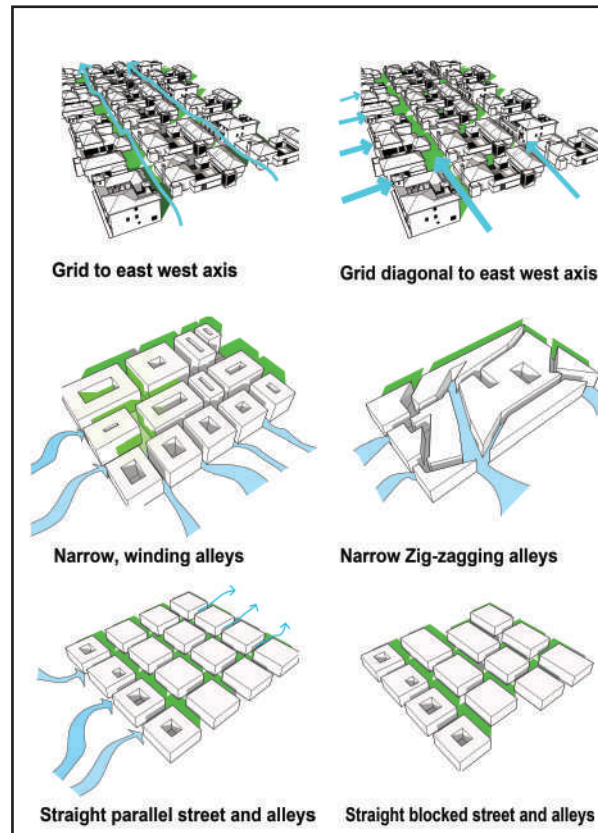 Grid to east west axis
Grid diagonal to east west axis
Narrow, winding alleys
Narrow Zig-zagging alleys
Straight parallel street and alleys
Straight blocked street and alleys